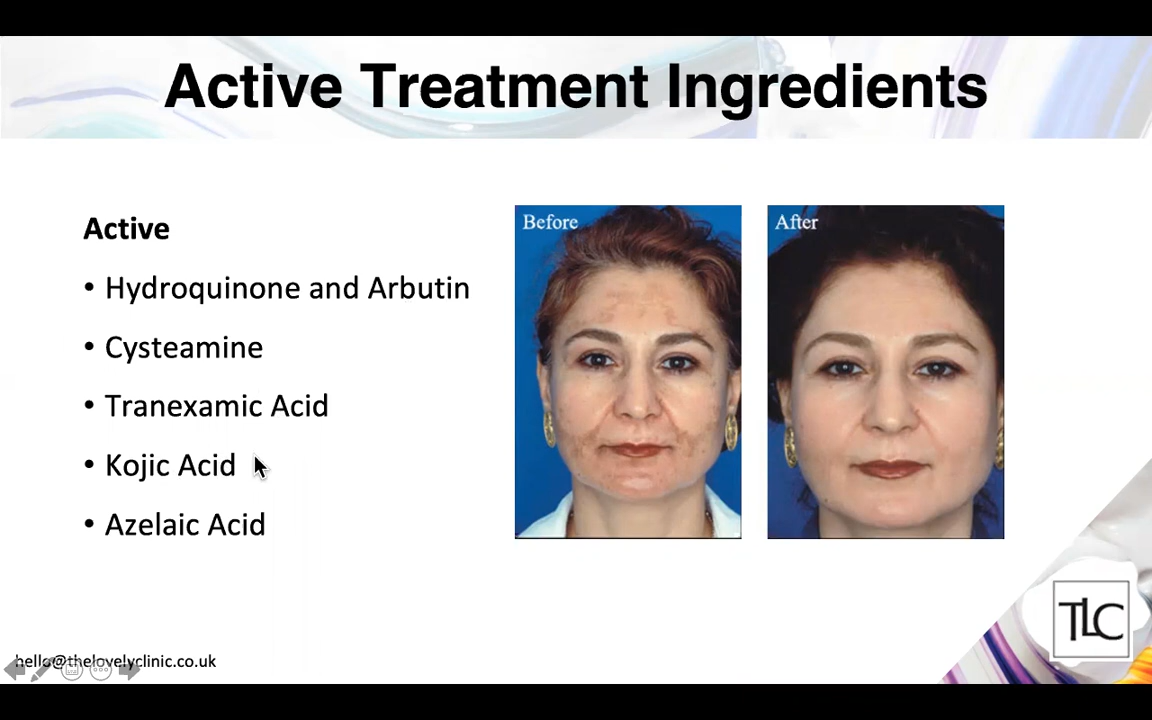 Active Treatment Ingredients
Active
• Hydroquinone and Arbutin
• Cysteamine
• Tranexamic Acid
• Kojic Acid
• Azelaic Acid
Before
After
TLC
hello@thelovelyclinic.co.uk